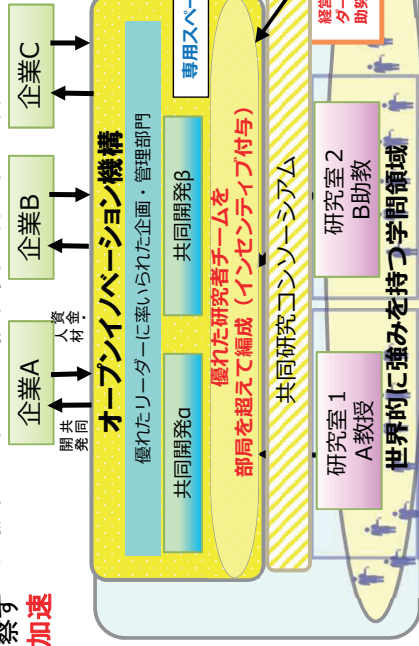 察す
加速
企業A
企業B
企業C
共同
開発
資金・
人材
オープンイノベーション機構
優れたリーダーに率いられた企画・管理部門
専用スペー
共同開発α
共同開発β
優れた研究者チームを
部局を超えて編成(インセンティブ付与)
共同研究コンソーシアム
経営
ダー
研究室1
A教授
研究室2
B助教
世界的に強みを持つ学問領域